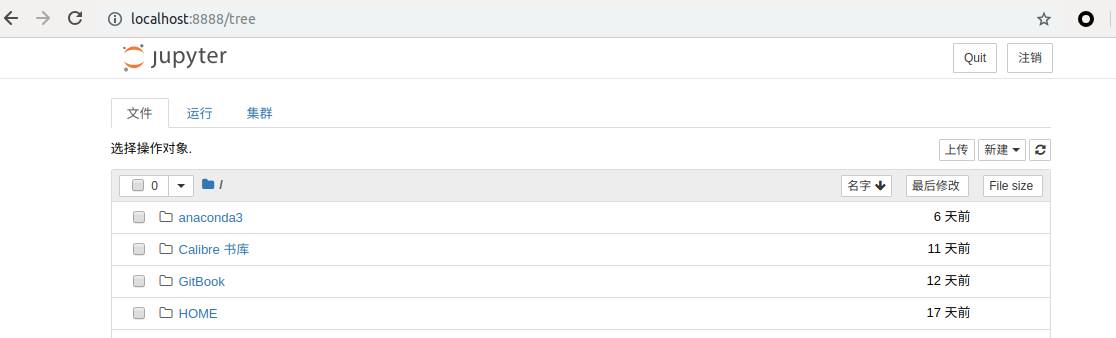 localhost:8888/tree
jupyter
Quit 注销
文件 运行 集群
选择操作对象.
上传 新建
0 / 名字 最后修改 File size
anaconda3 6 天前
Calibre 书库 11 天前
GitBook 12 天前
HOME 17 天前